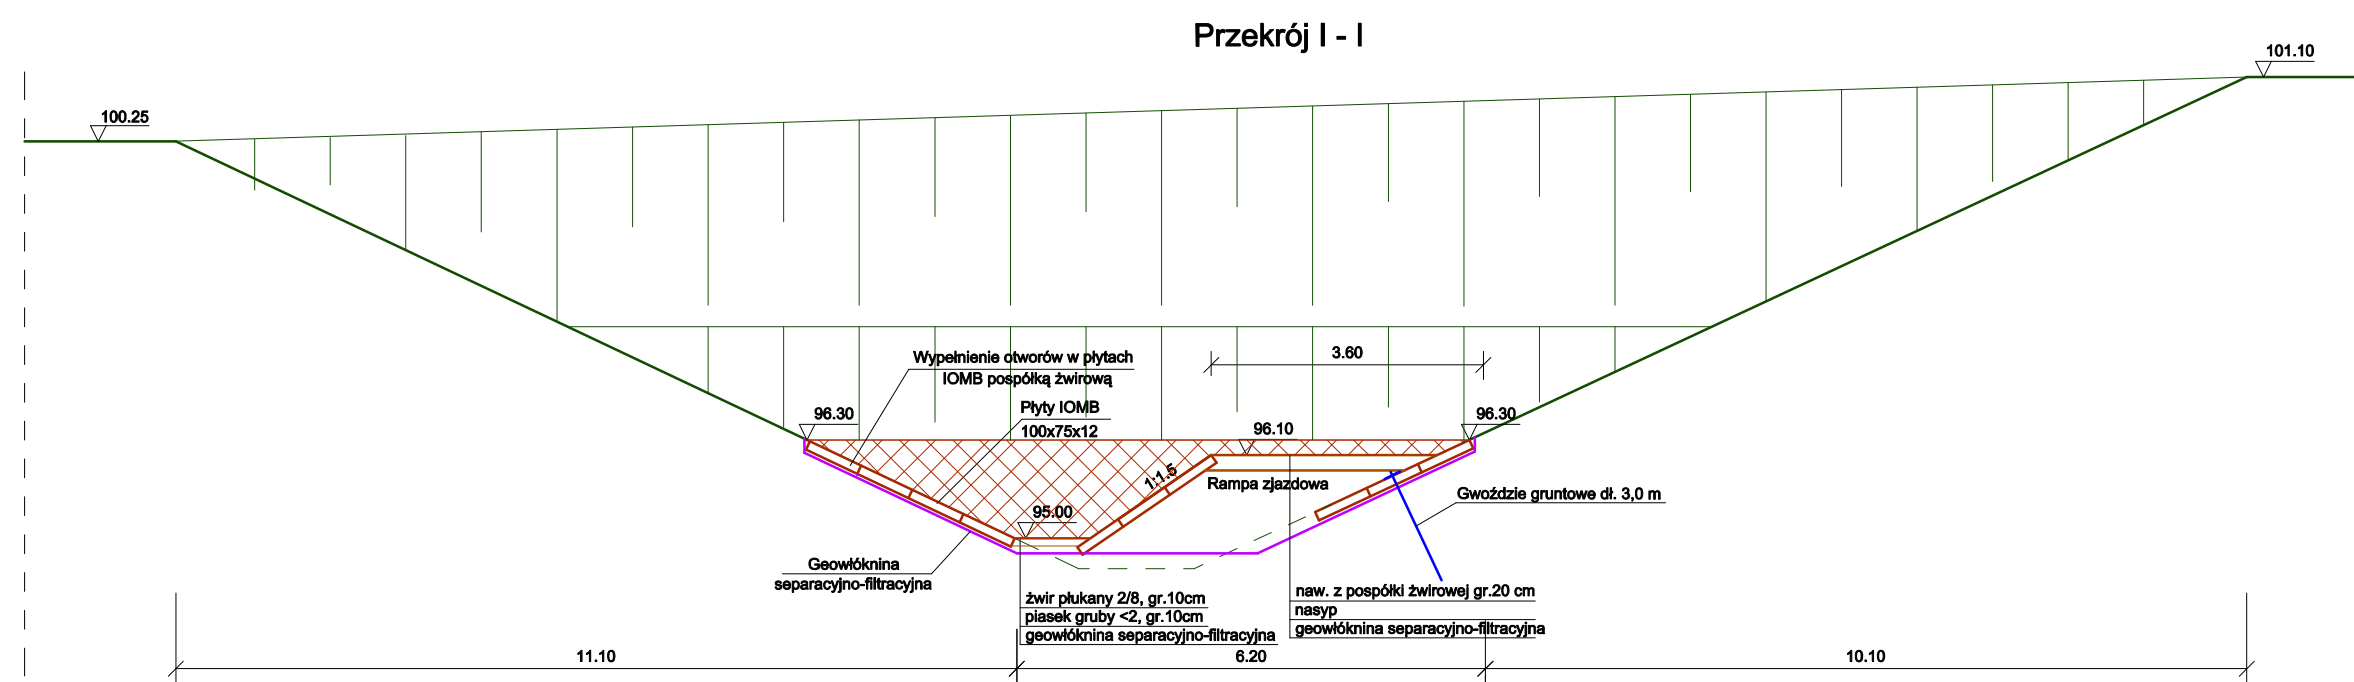 Przekrój I - I
101.10
100.25
Wypełnienie otworów w płytach
IOMB pospółką żwirową
3.60
Płyty IOMB
100x75x12
96.30
96.30
96.10
1:1.5
Rampa zjazdowa
Gwoździe gruntowe dł. 3,0 m
95.00
Geowłóknina
separacyjno-filtracyjna
żwir płukany 2/8, gr.10cm
piasek gruby <2, gr.10cm
geowłóknina separacyjno-filtracyjna
naw. z pospółki żwirowej gr.20 cm
nasyp
geowłóknina separacyjno-filtracyjna
11.10
6.20
10.10